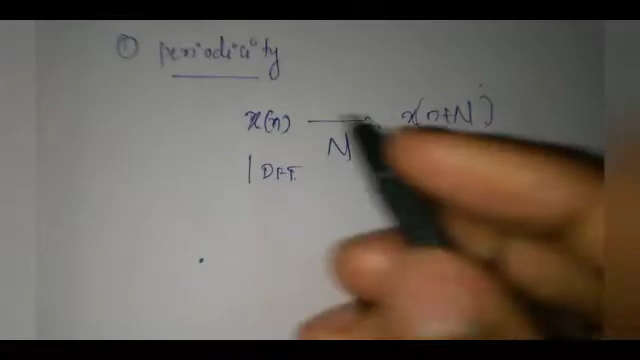 ① periodicity
x(n) x(n+N)
N
| DFT